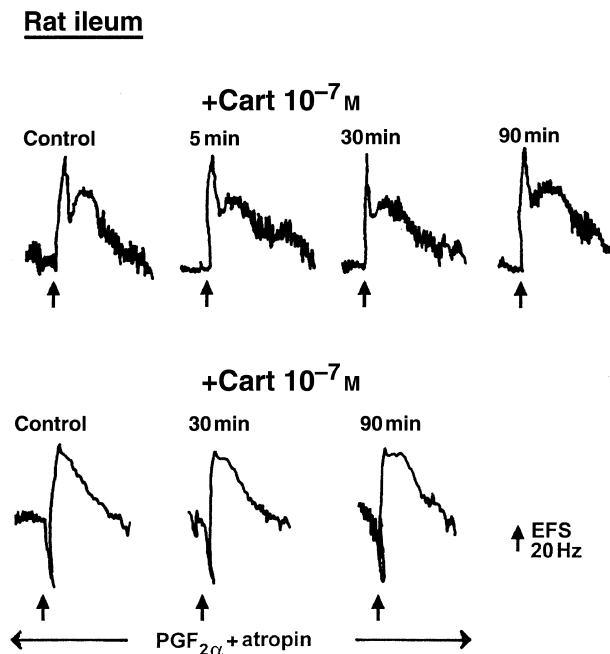 Rat ileum
+Cart 10⁻⁷ M
Control 5 min 30 min 90 min
+Cart 10⁻⁷ M
Control 30 min 90 min
EFS
20 Hz
PGF₂α + atropin